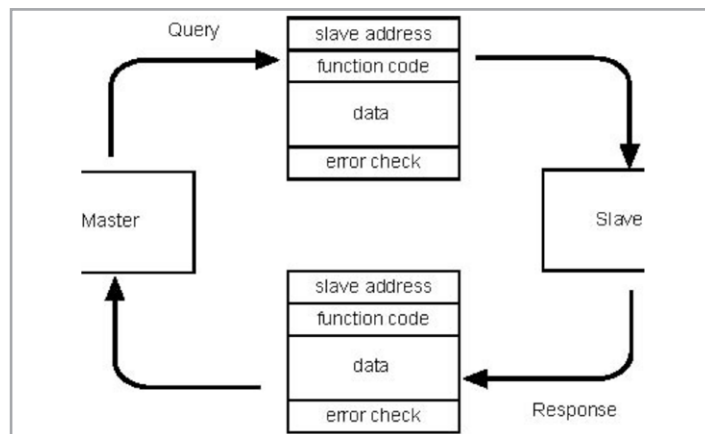 Query
slave address
function code
data
error check
Master
Slave
slave address
function code
data
error check
Response